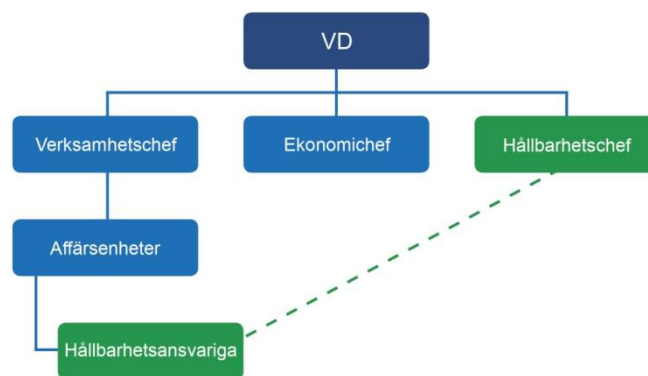 VD
Verksamhetschef
Ekonomichef
Hållbarhetschef
Affärsenheter
Hållbarhetsansvariga